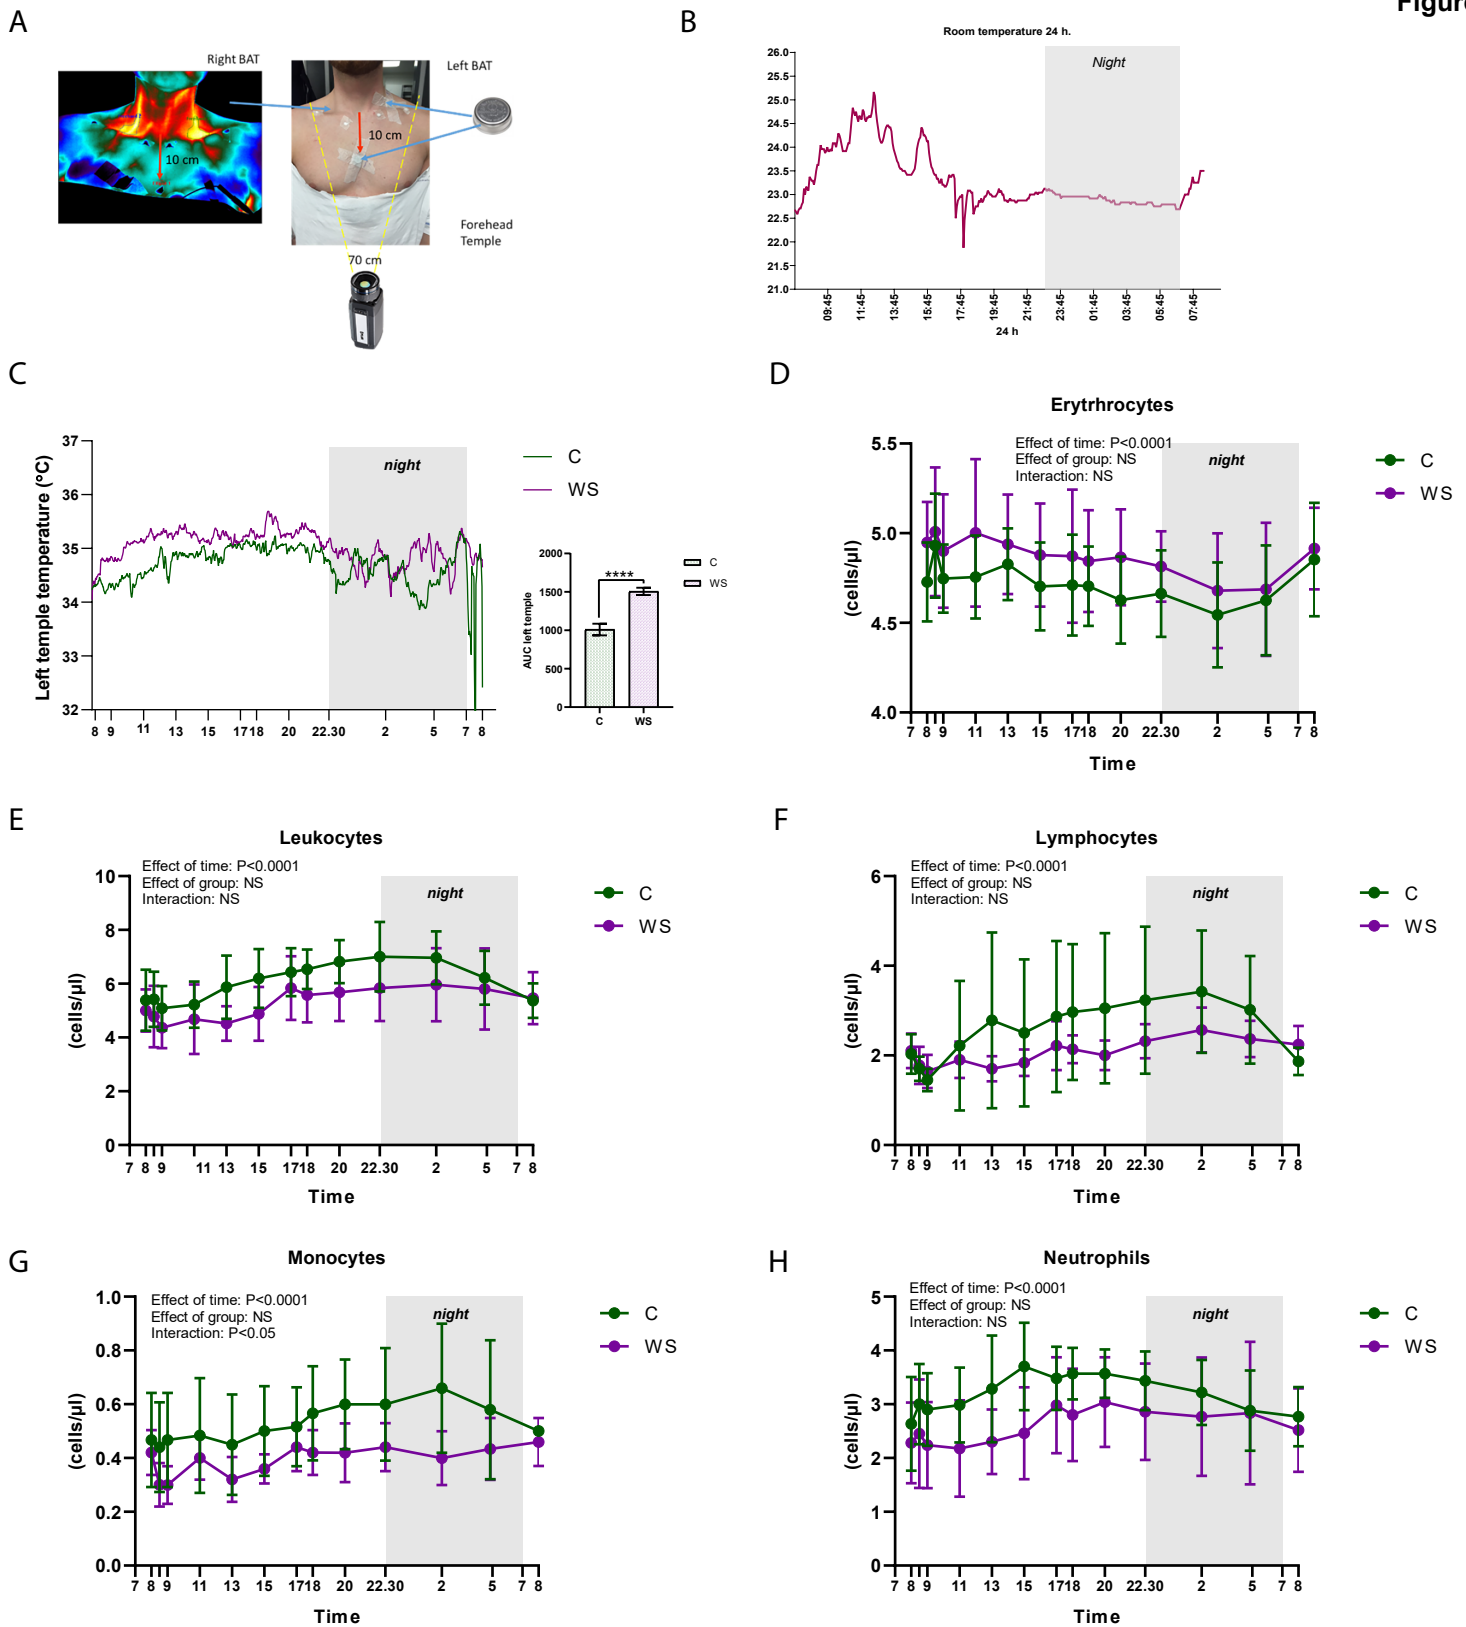 Figure
A
Right BAT
Left BAT
10 cm
10 cm
Forehead
Temple
70 cm
B
Room temperature 24 h.
Night
26.0
25.5
25.0
24.5
24.0
23.5
23.0
22.5
22.0
21.5
21.0
09:45 11:45 13:45 15:45 17:45 19:45 21:45 23:45 01:45 03:45 05:45 07:45
24 h
C
Left temple temperature (°C)
37
36
35
34
33
32
night
C
WS
8 9 11 13 15 17 18 20 22.30 2 5 7 8
AUC left temple
2000
1500
1000
500
0
****
C
WS
C WS
D
Erytrhrocytes
Effect of time: P<0.0001
Effect of group: NS
Interaction: NS
night
C
WS
(cells/µl)
5.5
5.0
4.5
4.0
7 8 9 11 13 15 17 18 20 22.30 2 5 7 8
Time
E
Leukocytes
Effect of time: P<0.0001
Effect of group: NS
Interaction: NS
night
C
WS
(cells/µl)
10
8
6
4
2
0
7 8 9 11 13 15 17 18 20 22.30 2 5 7 8
Time
F
Lymphocytes
Effect of time: P<0.0001
Effect of group: NS
Interaction: NS
night
C
WS
(cells/µl)
6
4
2
0
7 8 9 11 13 15 17 18 20 22.30 2 5 7 8
Time
G
Monocytes
Effect of time: P<0.0001
Effect of group: NS
Interaction: P<0.05
night
C
WS
(cells/µl)
1.0
0.8
0.6
0.4
0.2
0.0
7 8 9 11 13 15 17 18 20 22.30 2 5 7 8
Time
H
Neutrophils
Effect of time: P<0.0001
Effect of group: NS
Interaction: NS
night
C
WS
(cells/µl)
5
4
3
2
1
0
7 8 9 11 13 15 17 18 20 22.30 2 5 7 8
Time